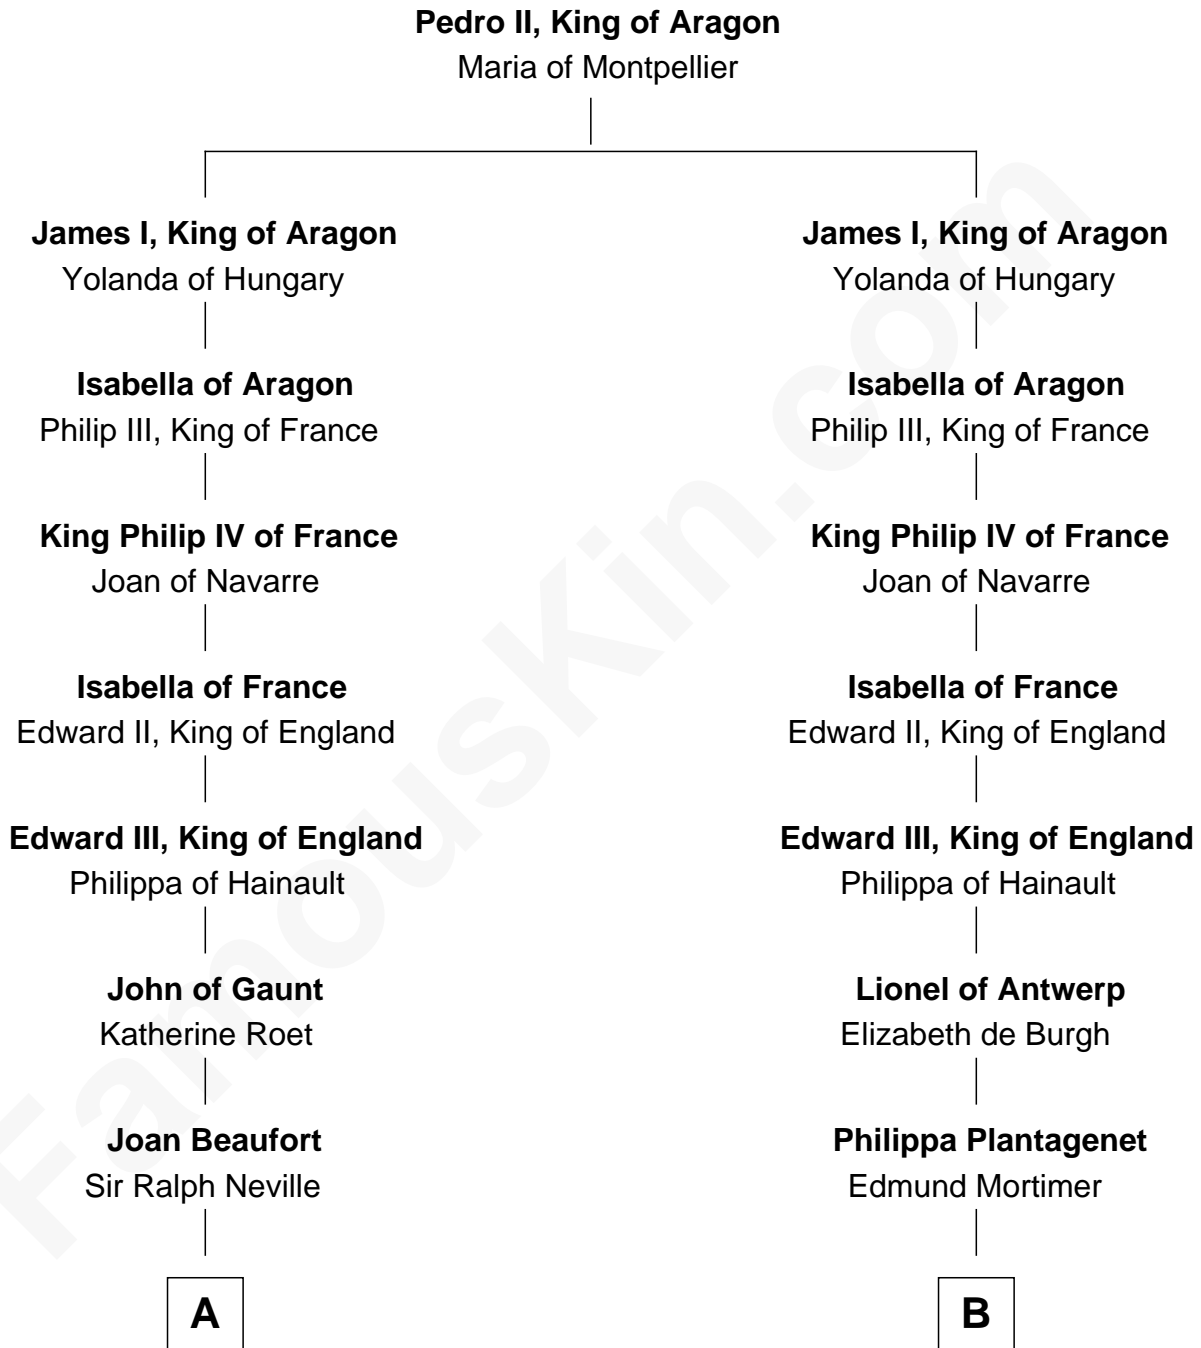 Pedro II, King of Aragon
Maria of Montpellier
James I, King of Aragon
Yolanda of Hungary
James I, King of Aragon
Yolanda of Hungary
Isabella of Aragon
Philip III, King of France
Isabella of Aragon
Philip III, King of France
King Philip IV of France
Joan of Navarre
King Philip IV of France
Joan of Navarre
Isabella of France
Edward II, King of England
Isabella of France
Edward II, King of England
Edward III, King of England
Philippa of Hainault
Edward III, King of England
Philippa of Hainault
John of Gaunt
Katherine Roet
Lionel of Antwerp
Elizabeth de Burgh
Joan Beaufort
Sir Ralph Neville
Philippa Plantagenet
Edmund Mortimer
A
B
FamousKin.com